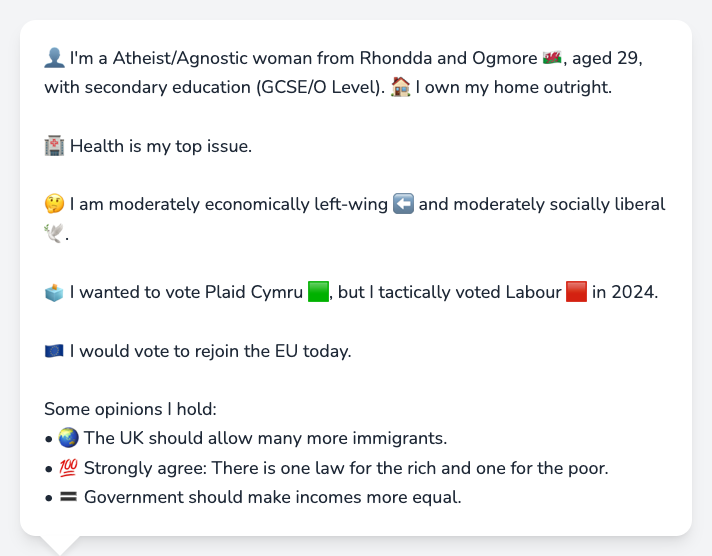 👤 I'm a Atheist/Agnostic woman from Rhondda and Ogmore 🏴󠁧󠁢󠁷󠁬󠁳󠁿, aged 29,
with secondary education (GCSE/O Level). 🏠 I own my home outright.
🏥 Health is my top issue.
🤔 I am moderately economically left-wing ⬅️ and moderately socially liberal
🕊️.
🗳️ I wanted to vote Plaid Cymru 🟩, but I tactically voted Labour 🟥 in 2024.
🇪🇺 I would vote to rejoin the EU today.
Some opinions I hold:
• 🌏 The UK should allow many more immigrants.
• 💯 Strongly agree: There is one law for the rich and one for the poor.
• 🟰 Government should make incomes more equal.